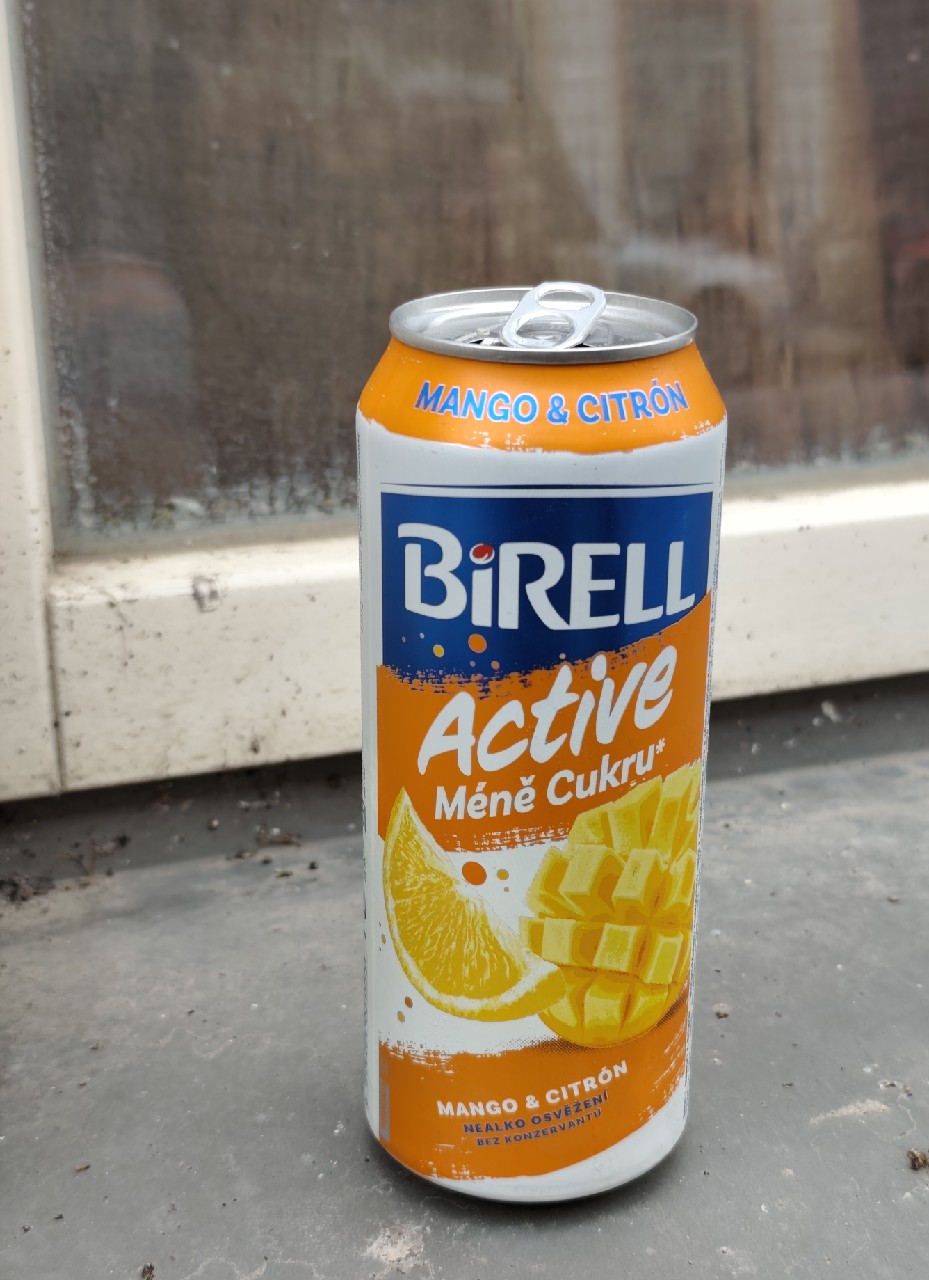 MANGO & CITRÓN
BiRELL
Active
Méně Cukru*
MANGO & CITRÓN
NEALKO OSVĚŽENÍ
BEZ KONZERVANTŮ